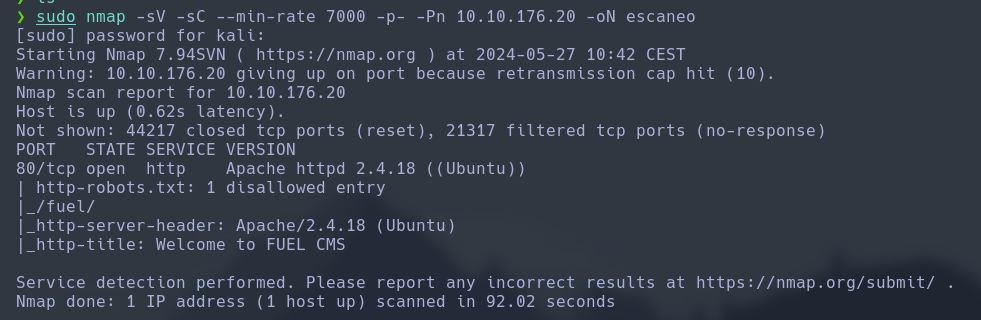 ❯ sudo nmap -sV -sC --min-rate 7000 -p- -Pn 10.10.176.20 -oN escaneo
[sudo] password for kali:
Starting Nmap 7.94SVN ( https://nmap.org ) at 2024-05-27 10:42 CEST
Warning: 10.10.176.20 giving up on port because retransmission cap hit (10).
Nmap scan report for 10.10.176.20
Host is up (0.62s latency).
Not shown: 44217 closed tcp ports (reset), 21317 filtered tcp ports (no-response)
PORT   STATE SERVICE VERSION
80/tcp open  http    Apache httpd 2.4.18 ((Ubuntu))
| http-robots.txt: 1 disallowed entry
|_/fuel/
|_http-server-header: Apache/2.4.18 (Ubuntu)
|_http-title: Welcome to FUEL CMS
Service detection performed. Please report any incorrect results at https://nmap.org/submit/ .
Nmap done: 1 IP address (1 host up) scanned in 92.02 seconds